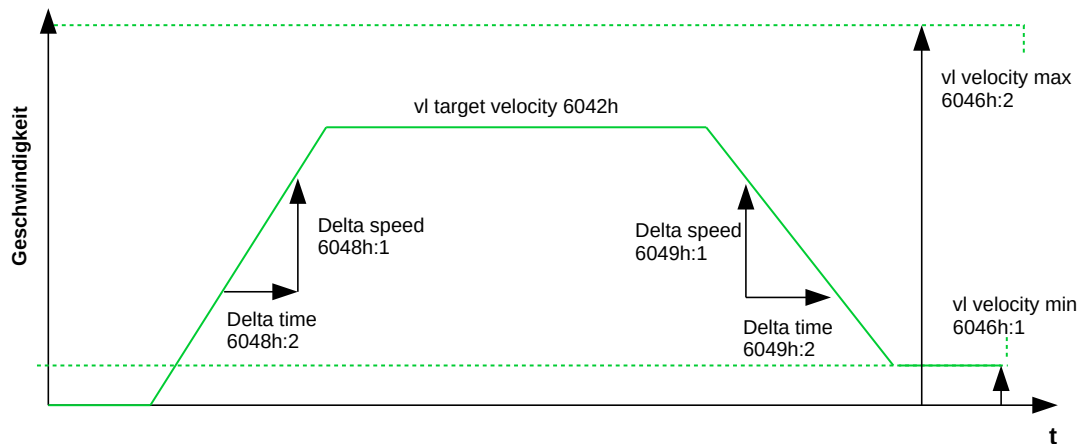 Geschwindigkeit
vl target velocity 6042h
vl velocity max
6046h:2
Delta speed
6048h:1
Delta speed
6049h:1
Delta time
6048h:2
Delta time
6049h:2
vl velocity min
6046h:1
t